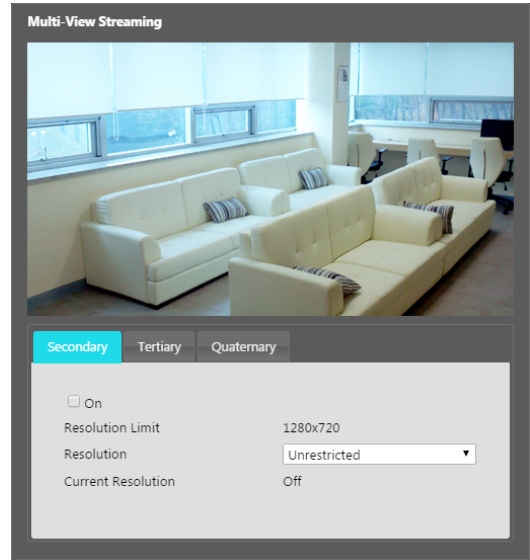 Multi-View Streaming
Secondary Tertiary Quaternary
On
Resolution Limit 1280x720
Resolution Unrestricted
Current Resolution Off